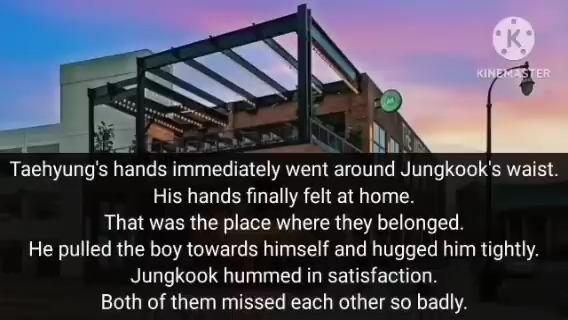 KINEMASTER
Taehyung's hands immediately went around Jungkook's waist.
His hands finally felt at home.
That was the place where they belonged.
He pulled the boy towards himself and hugged him tightly.
Jungkook hummed in satisfaction.
Both of them missed each other so badly.